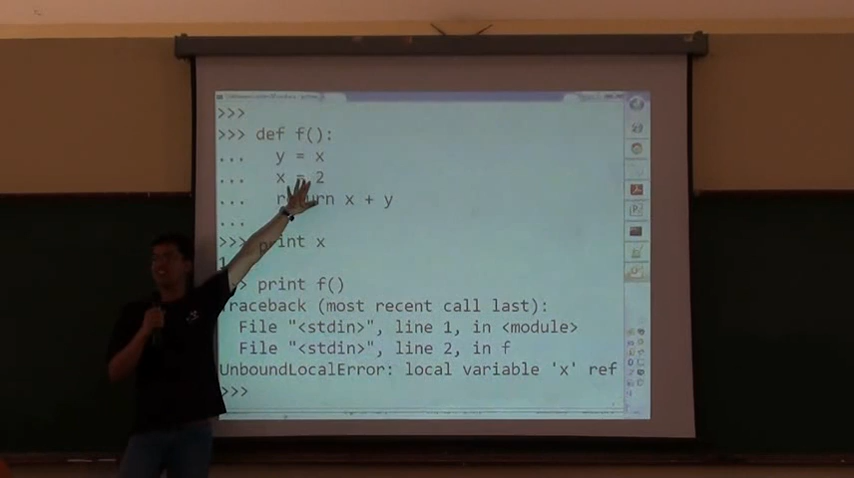 >>>
>>> def f():
... y = x
... x = 2
... return x + y
...
>>> print x
1
>>> print f()
Traceback (most recent call last):
File "<stdin>", line 1, in <module>
File "<stdin>", line 2, in f
UnboundLocalError: local variable 'x' ref
>>>